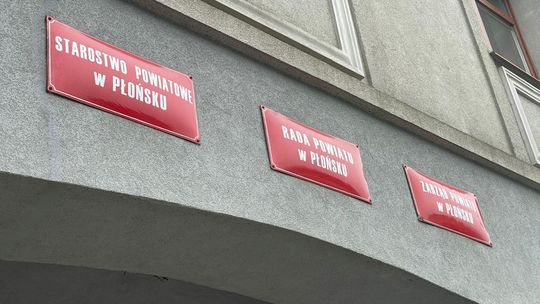 STAROSTWO POWIATOWE
W PŁOŃSKU
RADA POWIATU
W PŁOŃSKU
ZARZĄD POWIATU
W PŁOŃSKU